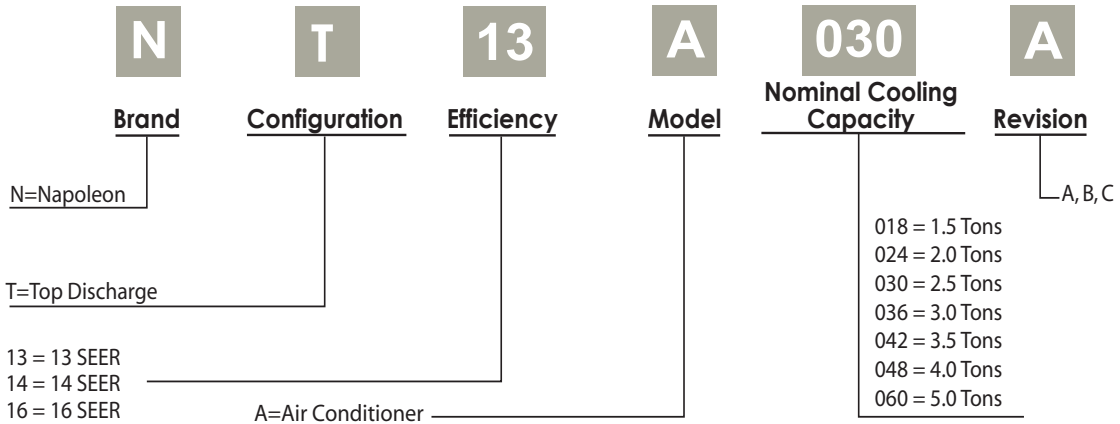 N T 13 A 030 A
Brand Configuration Efficiency Model Nominal Cooling Capacity Revision
N=Napoleon
A, B, C
T=Top Discharge
018 = 1.5 Tons
024 = 2.0 Tons
030 = 2.5 Tons
036 = 3.0 Tons
042 = 3.5 Tons
048 = 4.0 Tons
060 = 5.0 Tons
13 = 13 SEER
14 = 14 SEER
16 = 16 SEER
A=Air Conditioner